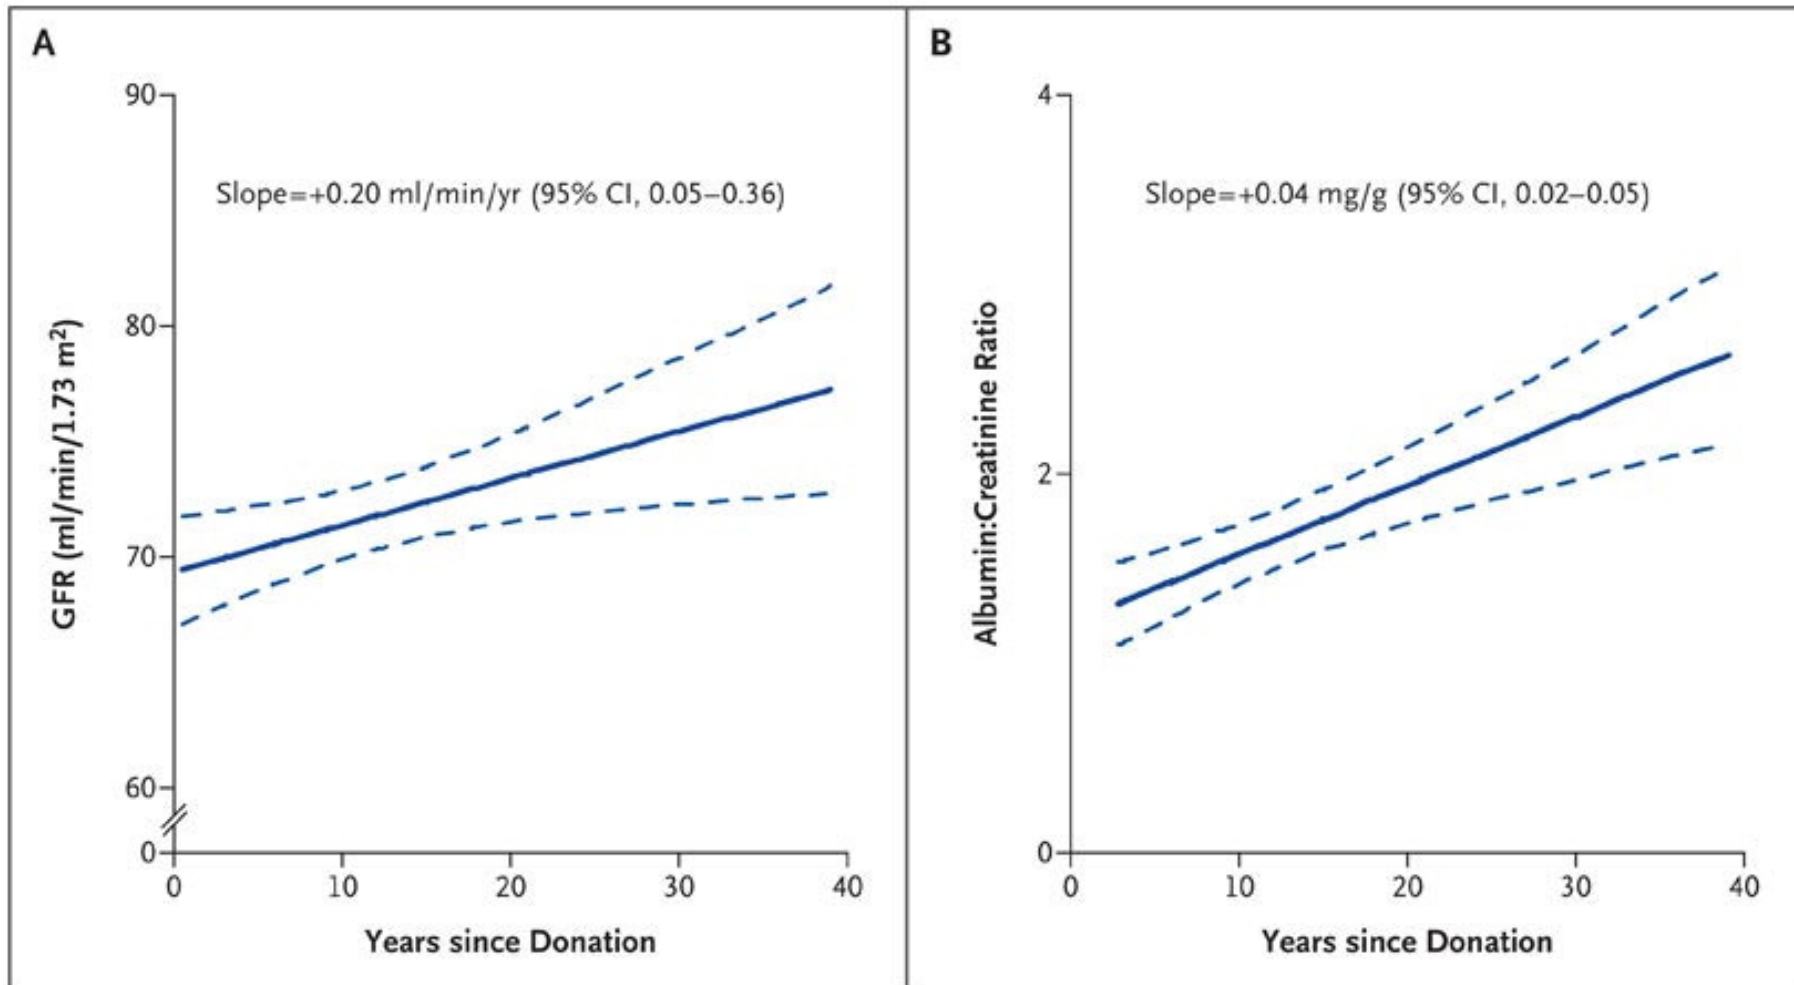 A
90
80
70
60
0
Slope=+0.20 ml/min/yr (95% CI, 0.05–0.36)
GFR (ml/min/1.73 m²)
0 10 20 30 40
Years since Donation
B
4
2
0
Slope=+0.04 mg/g (95% CI, 0.02–0.05)
Albumin:Creatinine Ratio
0 10 20 30 40
Years since Donation